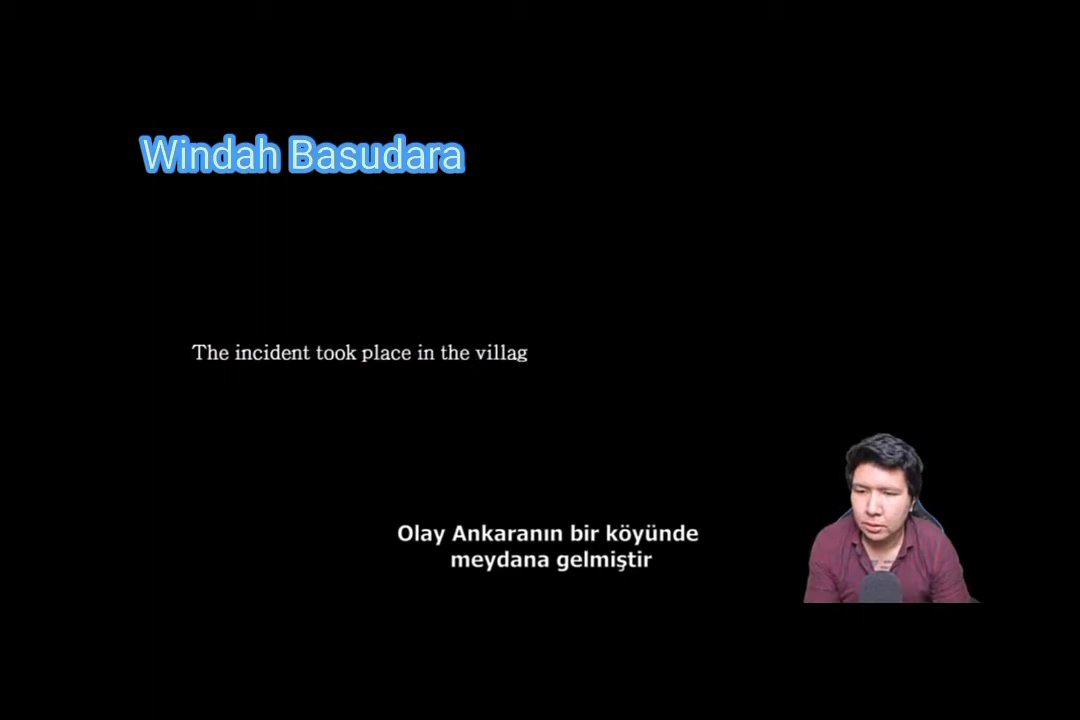 Windah Basudara
The incident took place in the villag
Olay Ankaranın bir köyünde
meydana gelmiştir